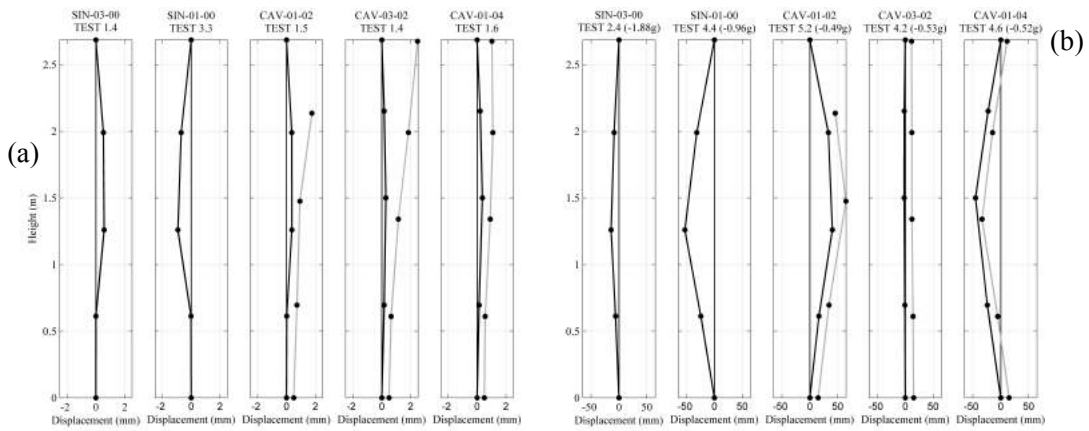 SIN-03-00 SIN-01-00 CAV-01-02 CAV-03-02 CAV-01-04
TEST 1.4 TEST 3.3 TEST 1.5 TEST 1.4 TEST 1.6
(a)
Height (m)
2.5
2
1.5
1
0.5
0
-2 0 2 -2 0 2 -2 0 2 -2 0 2 -2 0 2
Displacement (mm) Displacement (mm) Displacement (mm) Displacement (mm) Displacement (mm)
SIN-03-00 SIN-01-00 CAV-01-02 CAV-03-02 CAV-01-04
TEST 2.4 (-1.88g) TEST 4.4 (-0.96g) TEST 5.2 (-0.49g) TEST 4.2 (-0.53g) TEST 4.6 (-0.52g)
(b)
2.5
2
1.5
1
0.5
0
-50 0 50 -50 0 50 -50 0 50 -50 0 50 -50 0 50
Displacement (mm) Displacement (mm) Displacement (mm) Displacement (mm) Displacement (mm)